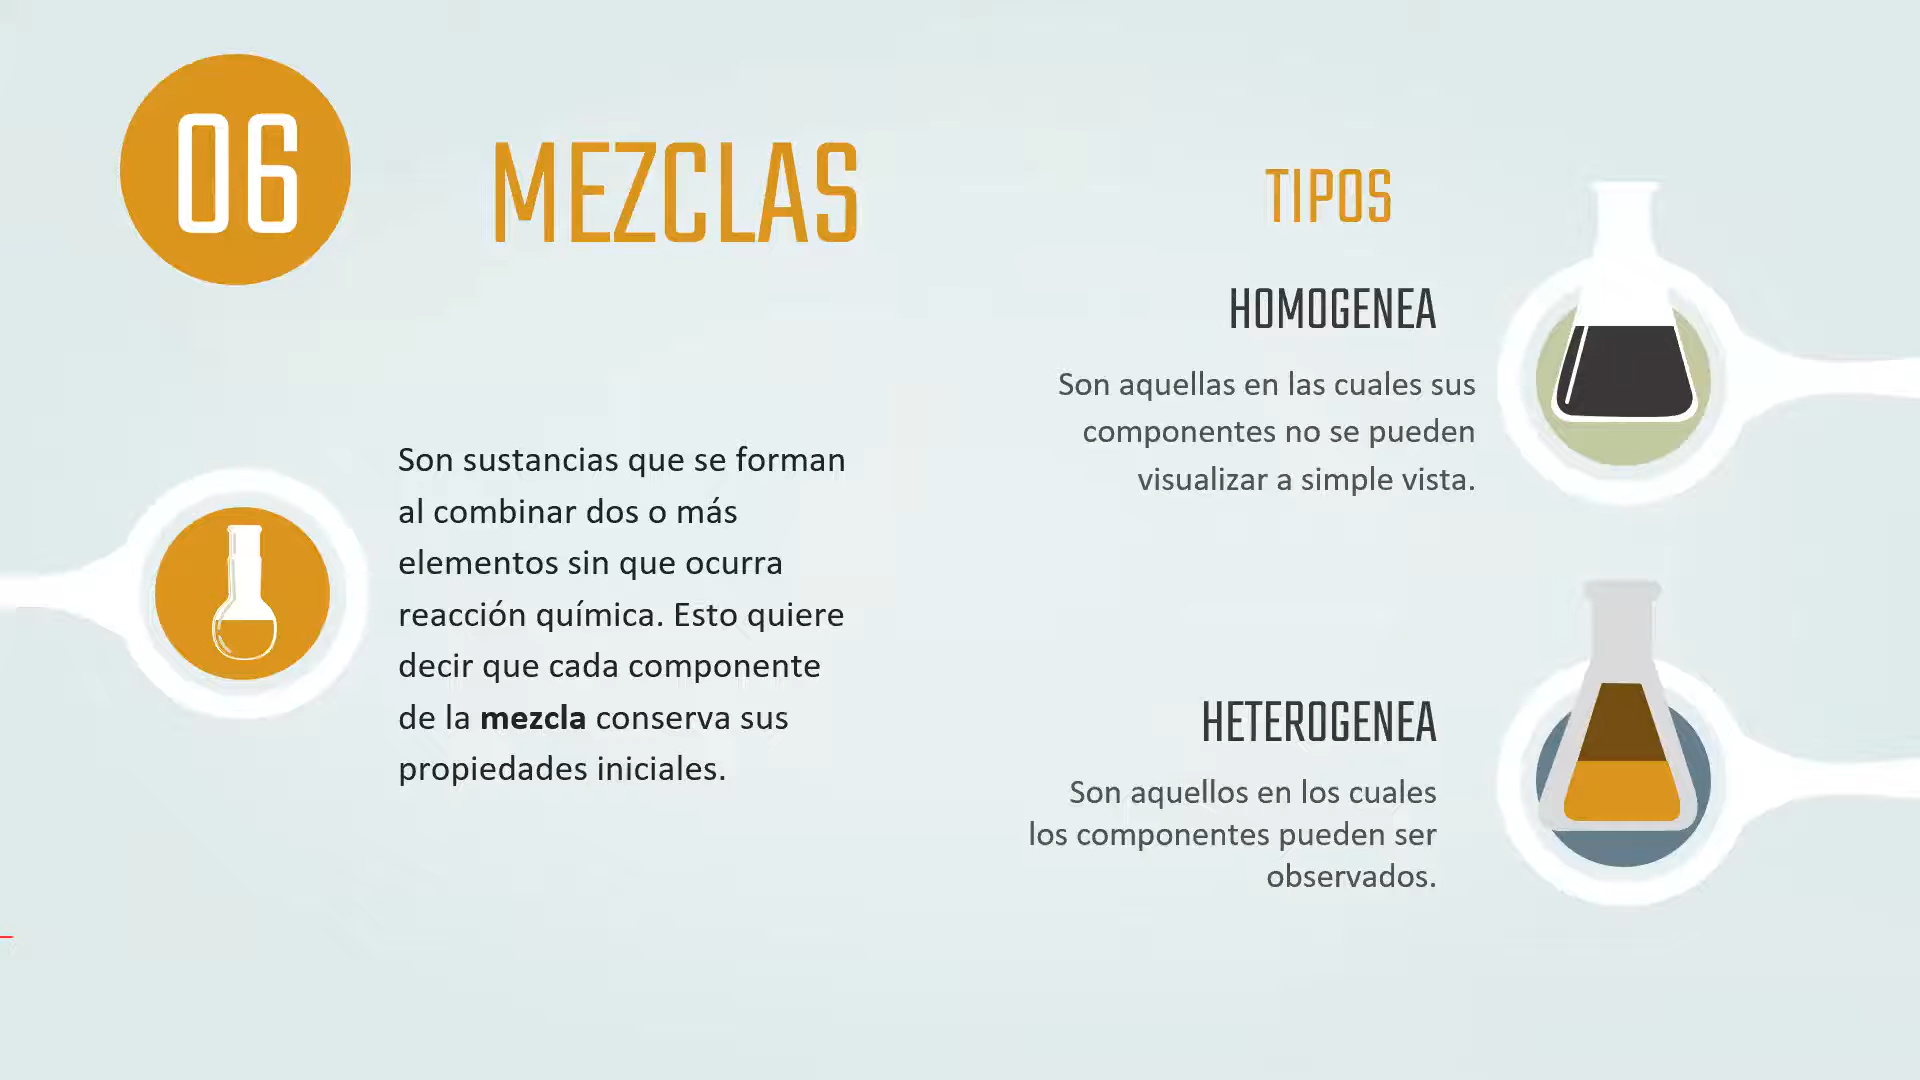 06
MEZCLAS
Son sustancias que se forman
al combinar dos o más
elementos sin que ocurra
reacción química. Esto quiere
decir que cada componente
de la mezcla conserva sus
propiedades iniciales.
TIPOS
HOMOGENEA
Son aquellas en las cuales sus
componentes no se pueden
visualizar a simple vista.
HETEROGENEA
Son aquellos en los cuales
los componentes pueden ser
observados.